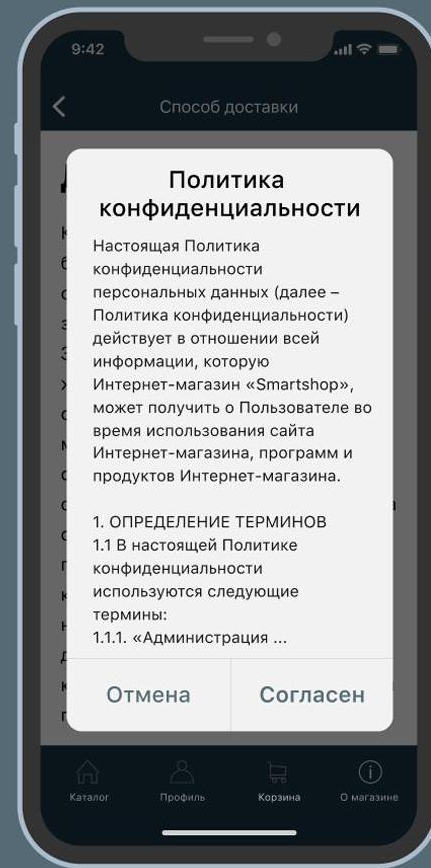 9:42
Способ доставки
Политика
конфиденциальности
Настоящая Политика
конфиденциальности
персональных данных (далее –
Политика конфиденциальности)
действует в отношении всей
информации, которую
Интернет-магазин «Smartshop»,
может получить о Пользователе во
время использования сайта
Интернет-магазина, программ и
продуктов Интернет-магазина.
1. ОПРЕДЕЛЕНИЕ ТЕРМИНОВ
1.1 В настоящей Политике
конфиденциальности
используются следующие
термины:
1.1.1. «Администрация ...
Отмена Согласен
Каталог Профиль Корзина О магазине